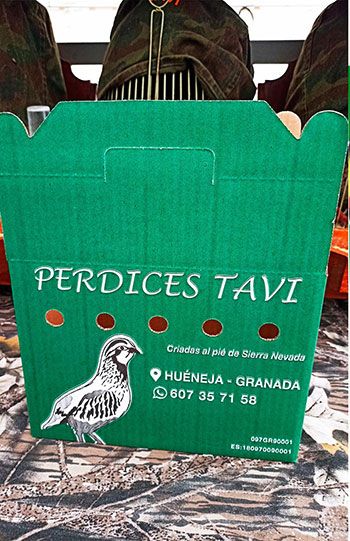 PERDICES TAVI
Criadas al pié de Sierra Nevada
HUÉNEJA - GRANADA
607 35 71 58
097GR90001
ES:180970090001